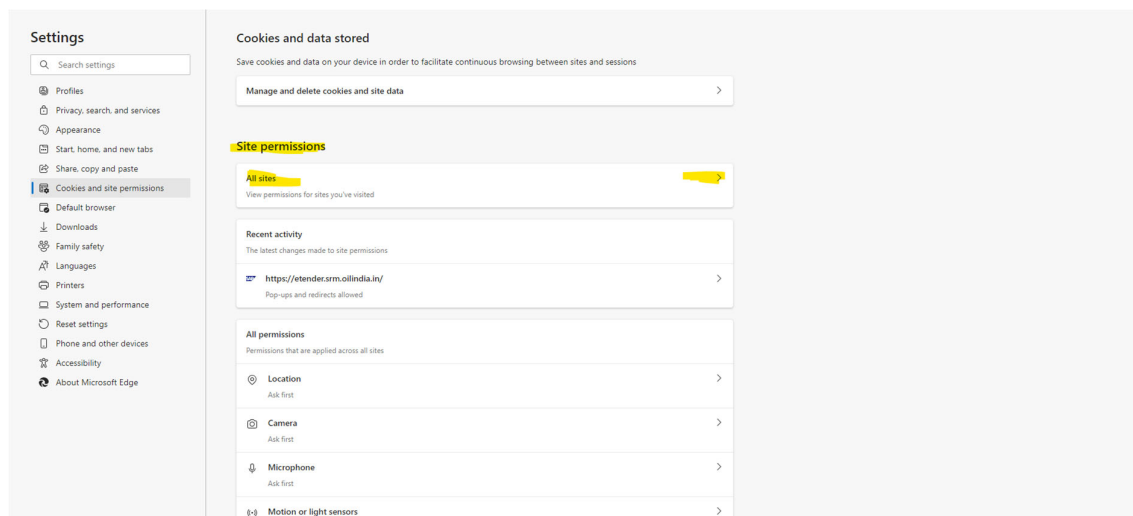 Settings
Search settings
Profiles
Privacy, search, and services
Appearance
Start, home, and new tabs
Share, copy and paste
Cookies and site permissions
Default browser
Downloads
Family safety
Languages
Printers
System and performance
Reset settings
Phone and other devices
Accessibility
About Microsoft Edge
Cookies and data stored
Save cookies and data on your device in order to facilitate continuous browsing between sites and sessions
Manage and delete cookies and site data
Site permissions
All sites
View permissions for sites you've visited
Recent activity
The latest changes made to site permissions
https://etender.srm.oilindia.in/
Pop-ups and redirects allowed
All permissions
Permissions that are applied across all sites
Location
Ask first
Camera
Ask first
Microphone
Ask first
Motion or light sensors